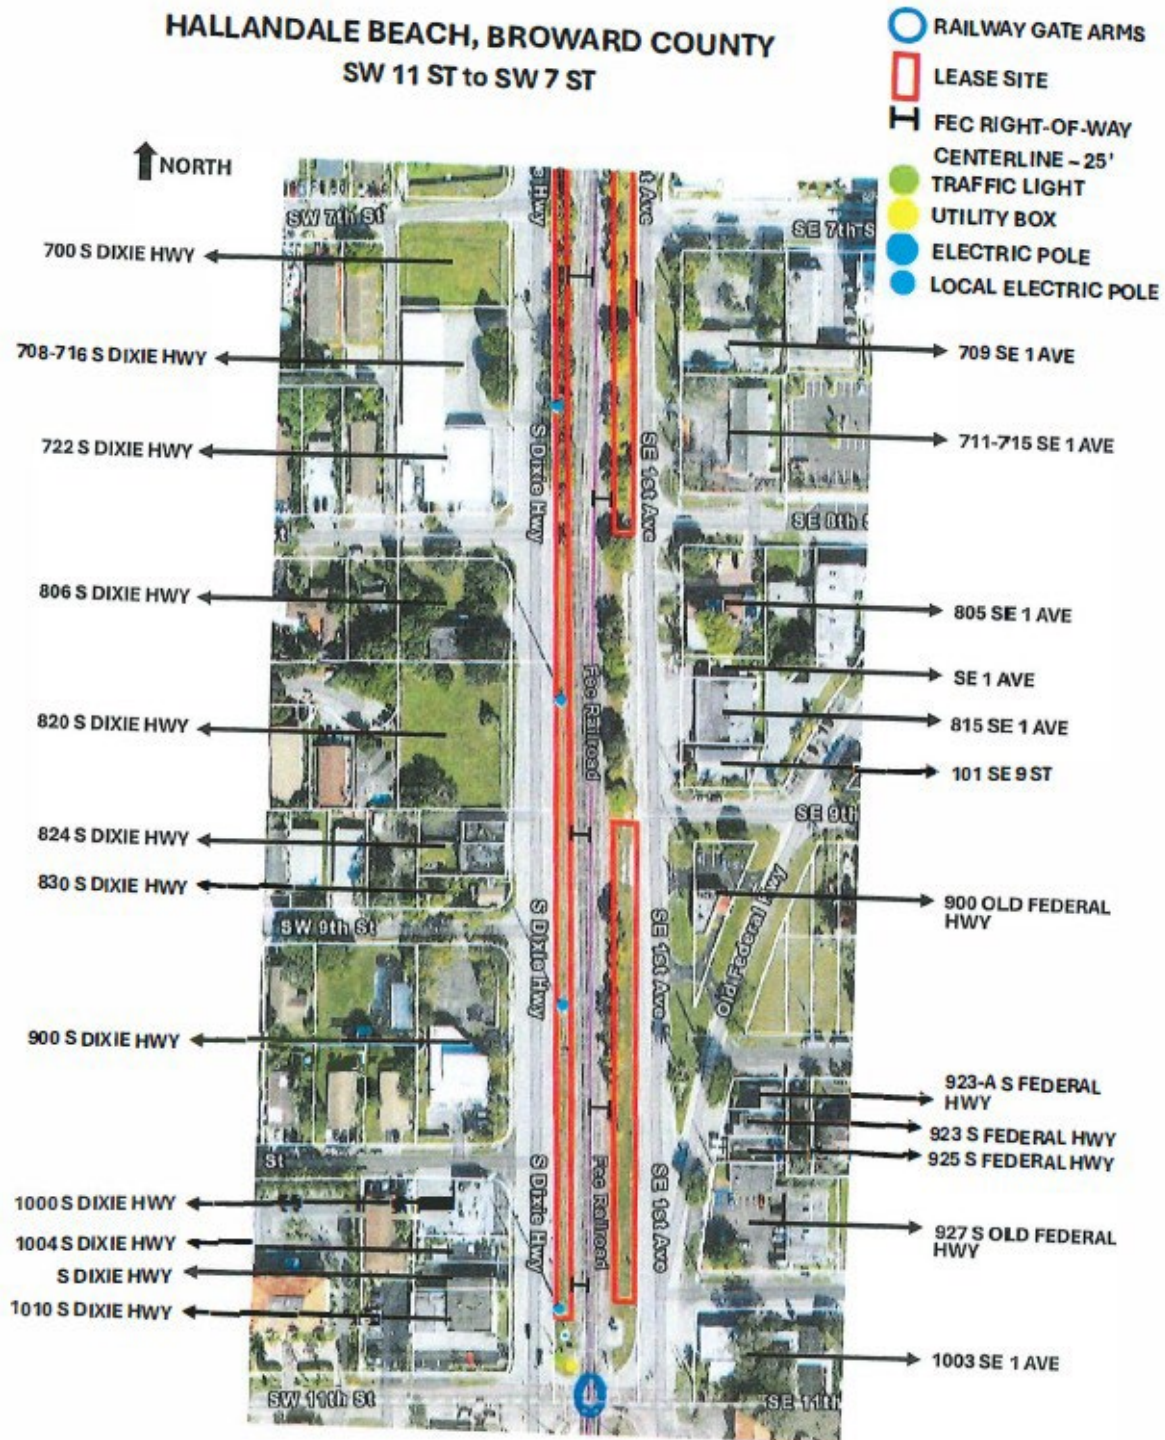 HALLANDALE BEACH, BROWARD COUNTY
SW 11 ST to SW 7 ST
RAILWAY GATE ARMS
LEASE SITE
FEC RIGHT-OF-WAY
CENTERLINE ~ 25'
TRAFFIC LIGHT
UTILITY BOX
ELECTRIC POLE
LOCAL ELECTRIC POLE
NORTH
Hwy
t Ave
SW 7th St
SE 7th S
700 S DIXIE HWY
708-716 S DIXIE HWY
709 SE 1 AVE
722 S DIXIE HWY
S Dixie Hwy
SE 1st Ave
711-715 SE 1 AVE
St
SE 8th S
806 S DIXIE HWY
805 SE 1 AVE
Fec Railroad
SE 1 AVE
820 S DIXIE HWY
815 SE 1 AVE
101 SE 9 ST
824 S DIXIE HWY
SE 9th
830 S DIXIE HWY
900 OLD FEDERAL
HWY
SW 9th St
S Dixie Hwy
SE 1st Ave
Old Federal Hwy
900 S DIXIE HWY
923-A S FEDERAL
HWY
923 S FEDERAL HWY
925 S FEDERAL HWY
St
S Dixie Hwy
Fec Railroad
SE 1st Ave
1000 S DIXIE HWY
927 S OLD FEDERAL
HWY
1004 S DIXIE HWY
S DIXIE HWY
1010 S DIXIE HWY
1003 SE 1 AVE
SW 11th St
SE 11th